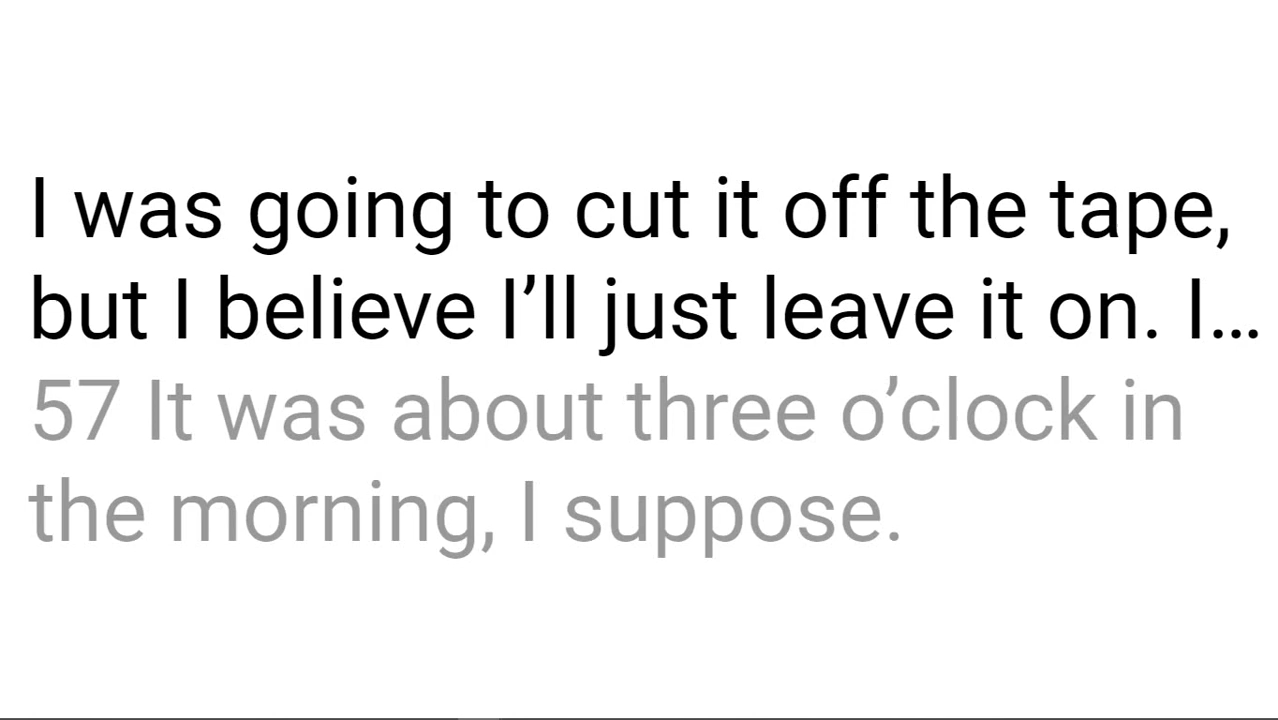 I was going to cut it off the tape,
but I believe I’ll just leave it on. I…
57 It was about three o’clock in
the morning, I suppose.